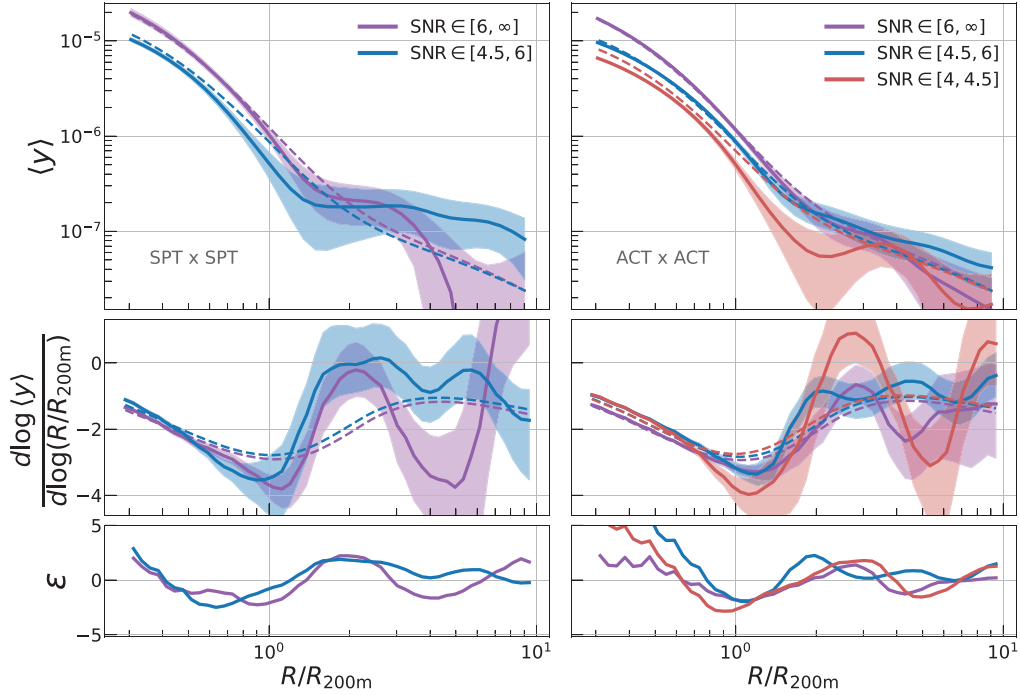 SNR ∈ [6, ∞]
SNR ∈ [4.5, 6]
SPT x SPT
⟨y⟩
10⁻⁵
10⁻⁶
10⁻⁷
SNR ∈ [6, ∞]
SNR ∈ [4.5, 6]
SNR ∈ [4, 4.5]
ACT x ACT
dlog ⟨y⟩
dlog(R/R₂₀₀ₘ)
0
−2
−4
ε
5
0
−5
10⁰
10¹
10⁰
10¹
R/R₂₀₀ₘ
R/R₂₀₀ₘ